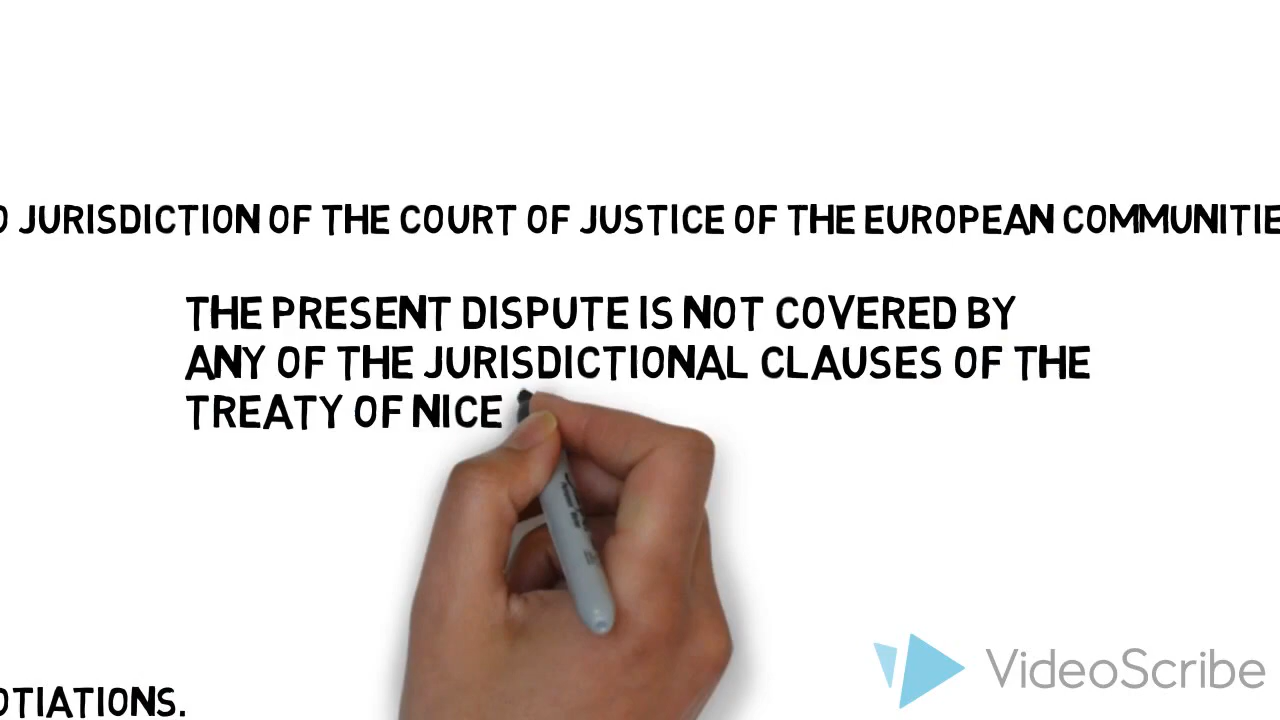 JURISDICTION OF THE COURT OF JUSTICE OF THE EUROPEAN
THE PRESENT DISPUTE IS NOT COVERED BY
ANY OF THE JURISDICTIONAL CLAUSES OF THE
TREATY OF NICE
OTIATIONS.
VideoScribe